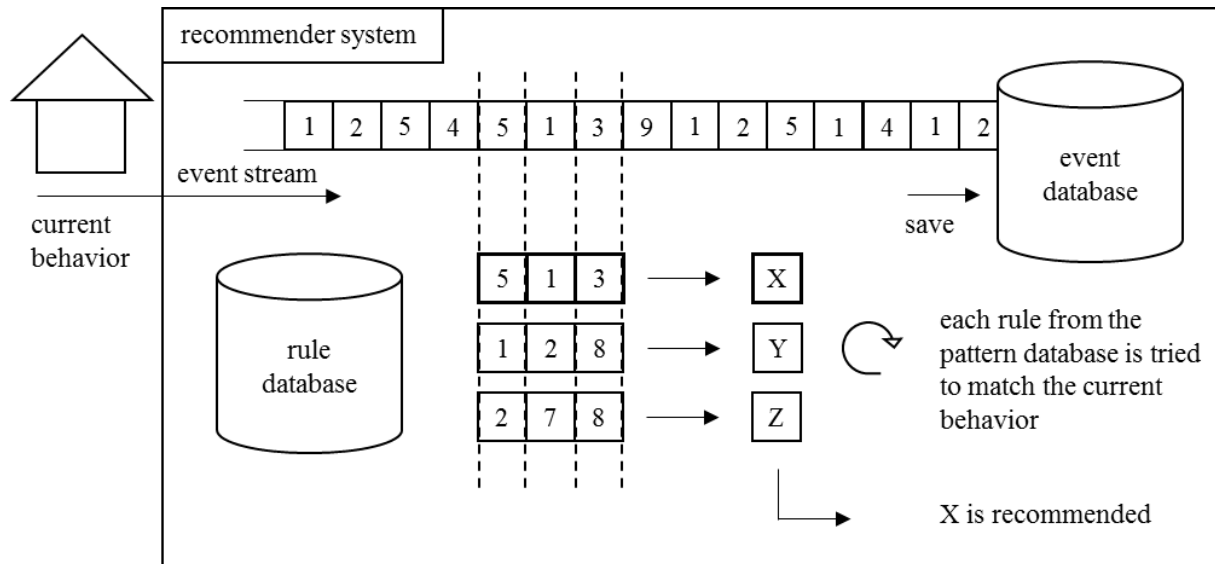 recommender system
1 2 5 4 5 1 3 9 1 2 5 1 4 1 2
event
database
event stream
save
current
behavior
5 1 3 X
1 2 8 Y
2 7 8 Z
rule
database
each rule from the
pattern database is tried
to match the current
behavior
X is recommended